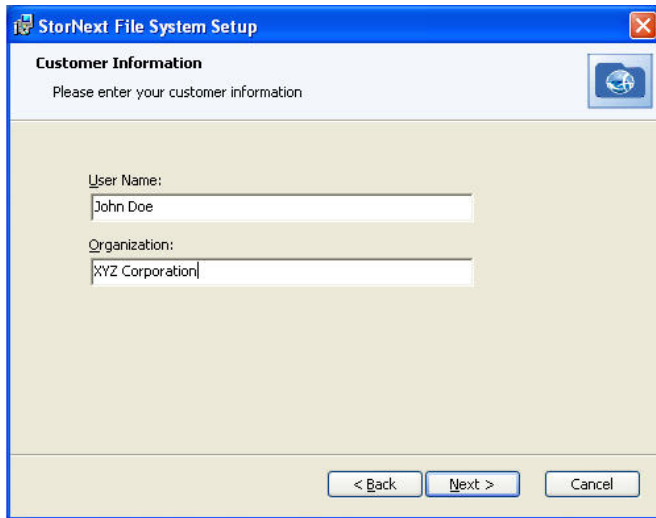 StorNext File System Setup
Customer Information
Please enter your customer information
User Name:
John Doe
Organization:
XYZ Corporation
< Back
Next >
Cancel